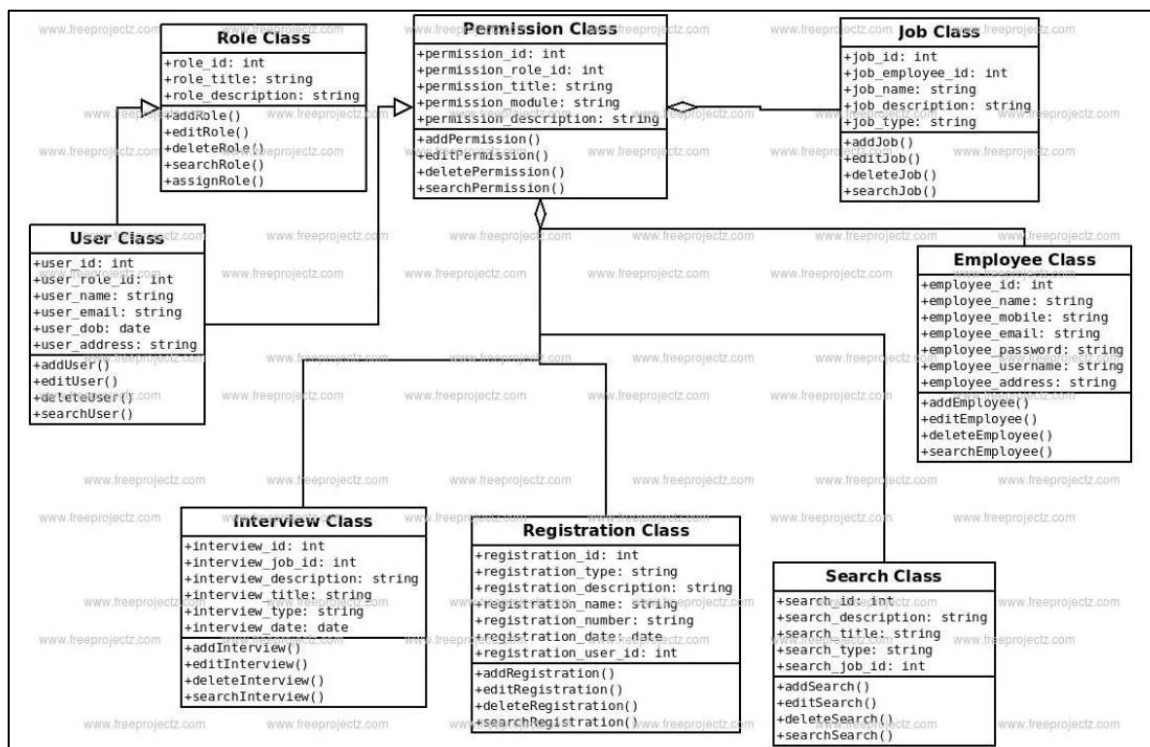 Role Class
+role_id: int
+role_title: string
+role_description: string
+addRole()
+editRole()
+deleteRole()
+searchRole()
+assignRole()
Permission Class
+permission_id: int
+permission_role_id: int
+permission_title: string
+permission_module: string
+permission_description: string
+addPermission()
+editPermission()
+deletePermission()
+searchPermission()
Job Class
+job_id: int
+job_employee_id: int
+job_name: string
+job_description: string
+job_type: string
+addJob()
+editJob()
+deleteJob()
+searchJob()
User Class
+user_id: int
+user_role_id: int
+user_name: string
+user_email: string
+user_dob: date
+user_address: string
+addUser()
+editUser()
+deleteUser()
+searchUser()
Employee Class
+employee_id: int
+employee_name: string
+employee_mobile: string
+employee_email: string
+employee_password: string
+employee_username: string
+employee_address: string
+addEmployee()
+editEmployee()
+deleteEmployee()
+searchEmployee()
Interview Class
+interview_id: int
+interview_job_id: int
+interview_description: string
+interview_title: string
+interview_type: string
+interview_date: date
+addInterview()
+editInterview()
+deleteInterview()
+searchInterview()
Registration Class
+registration_id: int
+registration_type: string
+registration_description: string
+registration_name: string
+registration_number: string
+registration_date: date
+registration_user_id: int
+addRegistration()
+editRegistration()
+deleteRegistration()
+searchRegistration()
Search Class
+search_id: int
+search_description: string
+search_title: string
+search_type: string
+search_job_id: int
+addSearch()
+editSearch()
+deleteSearch()
+searchSearch()
www.freeprojectz.com